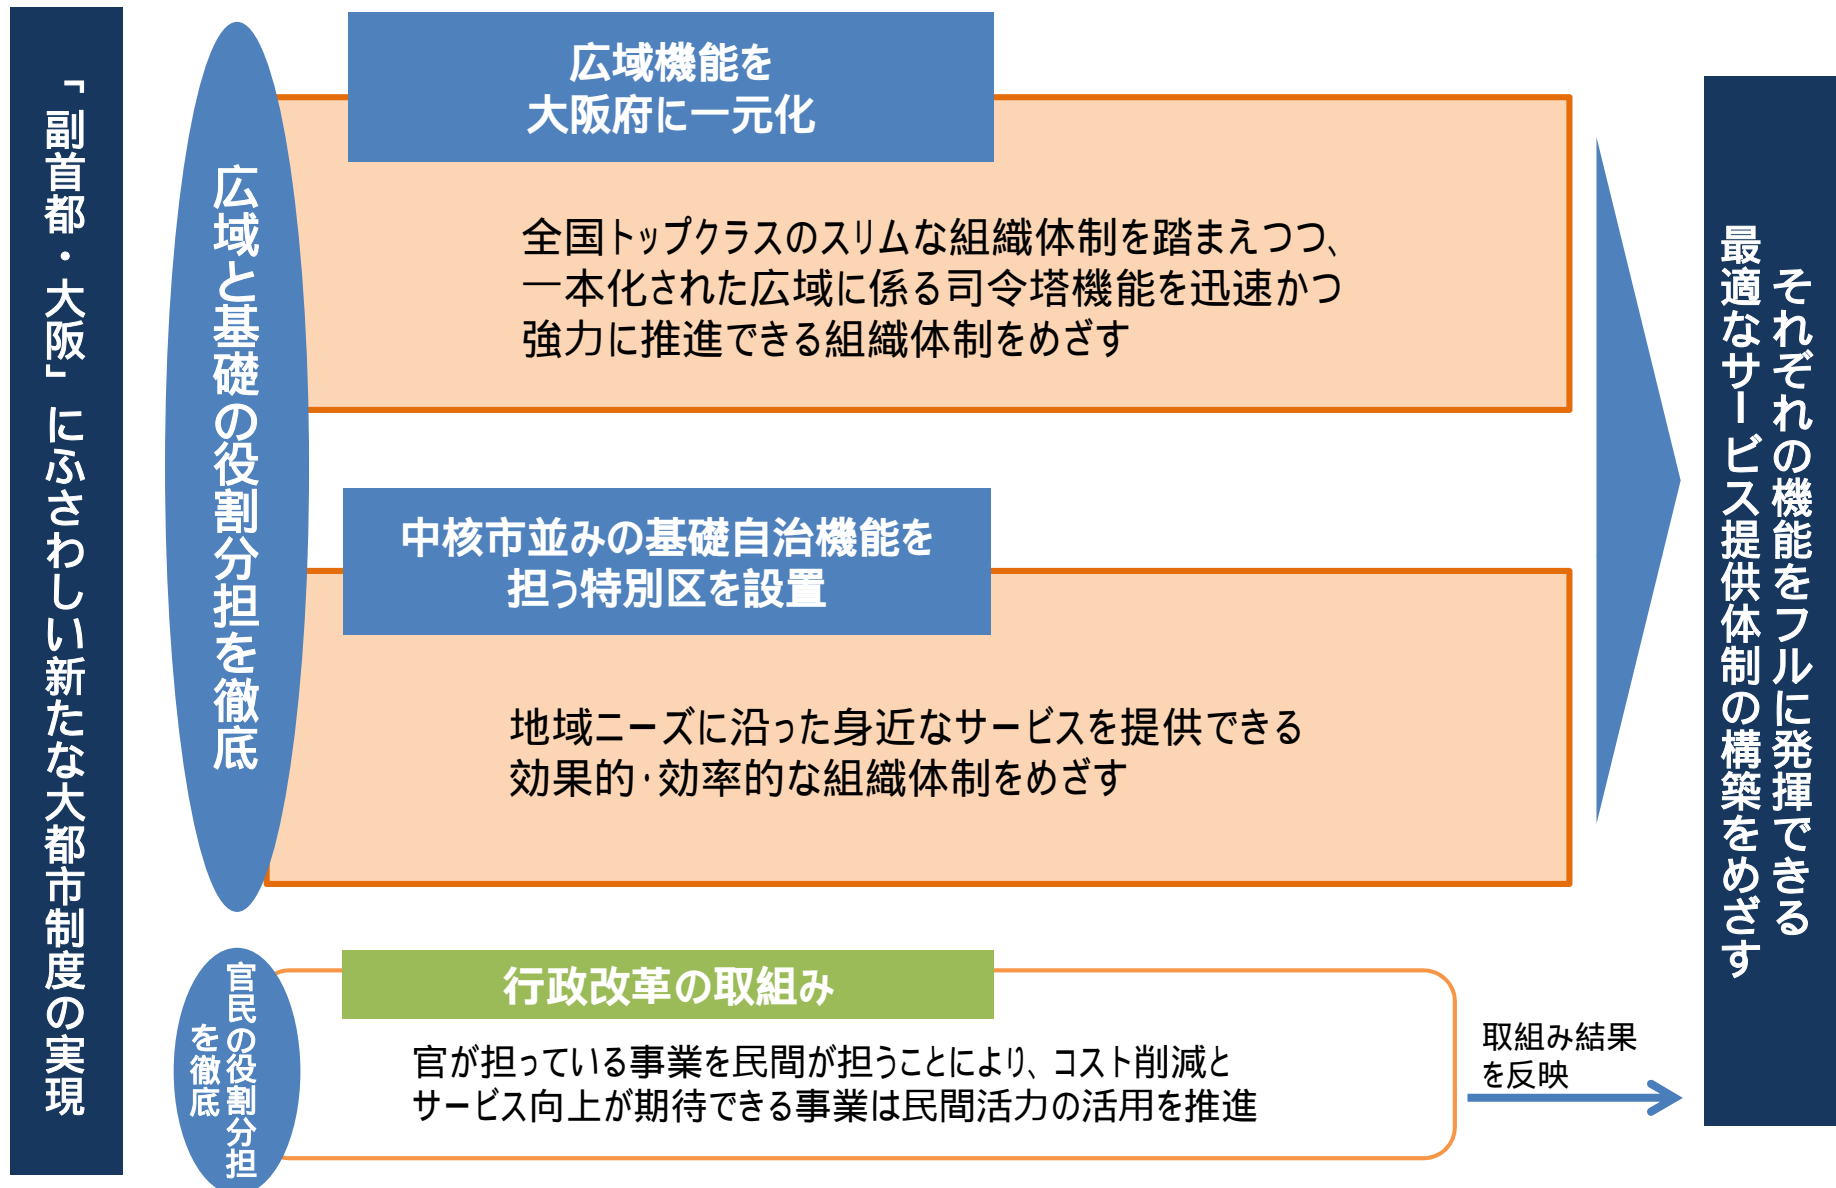 「副首都・大阪」にふさわしい新たな大都市制度の実現
広域と基礎の役割分担を徹底
広域機能を
大阪府に一元化
全国トップクラスのスリムな組織体制を踏まえつつ、
一本化された広域に係る司令塔機能を迅速かつ
強力に推進できる組織体制をめざす
中核市並みの基礎自治機能を
担う特別区を設置
地域ニーズに沿った身近なサービスを提供できる
効果的・効率的な組織体制をめざす
それぞれの機能をフルに発揮できる
最適なサービス提供体制の構築をめざす
官民の役割分担
を徹底
行政改革の取組み
官が担っている事業を民間が担うことにより、コスト削減と
サービス向上が期待できる事業は民間活力の活用を推進
取組み結果
を反映